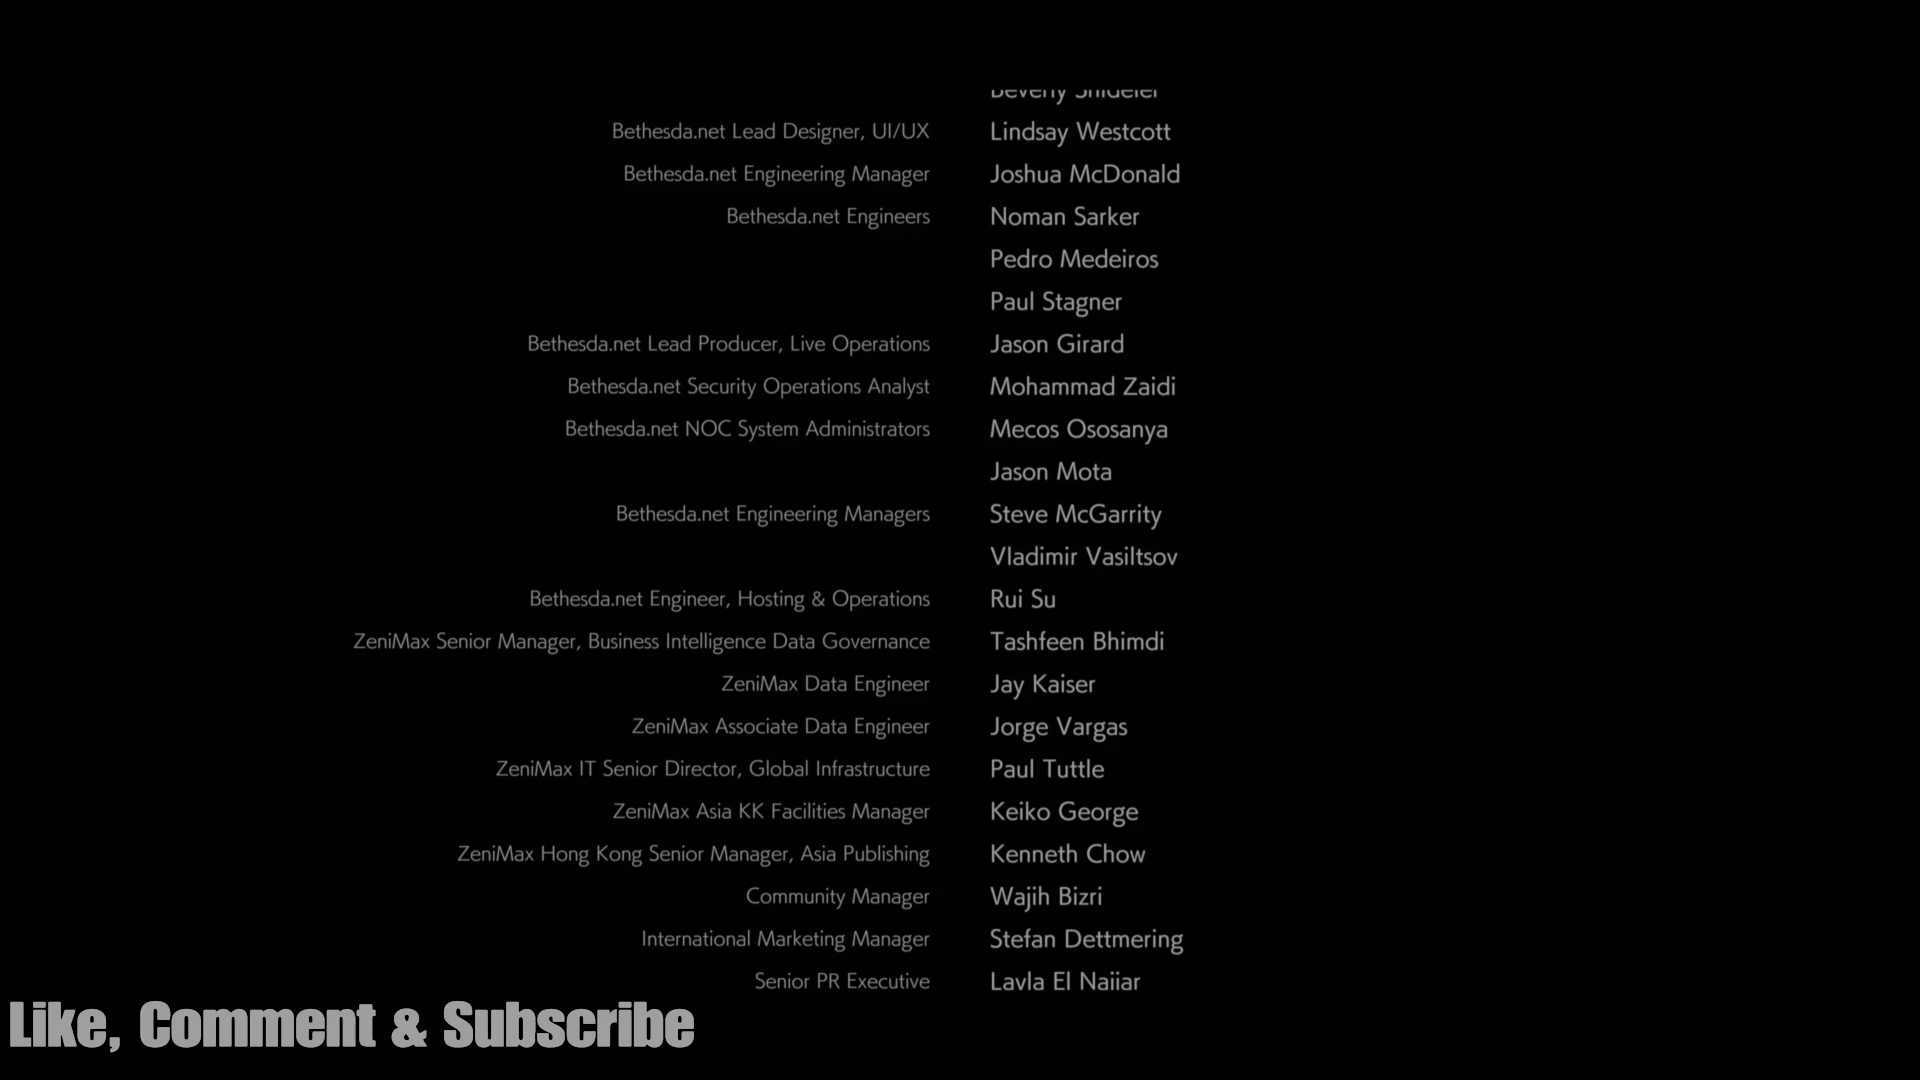 Bethesda.net Lead Designer, UI/UX Lindsay Westcott
Bethesda.net Engineering Manager Joshua McDonald
Bethesda.net Engineers Noman Sarker
Pedro Medeiros
Paul Stagner
Bethesda.net Lead Producer, Live Operations Jason Girard
Bethesda.net Security Operations Analyst Mohammad Zaidi
Bethesda.net NOC System Administrators Mecos Ososanya
Jason Mota
Bethesda.net Engineering Managers Steve McGarrity
Vladimir Vasiltsov
Bethesda.net Engineer, Hosting & Operations Rui Su
ZeniMax Senior Manager, Business Intelligence Data Governance Tashfeen Bhimdi
ZeniMax Data Engineer Jay Kaiser
ZeniMax Associate Data Engineer Jorge Vargas
ZeniMax IT Senior Director, Global Infrastructure Paul Tuttle
ZeniMax Asia KK Facilities Manager Keiko George
ZeniMax Hong Kong Senior Manager, Asia Publishing Kenneth Chow
Community Manager Wajih Bizri
International Marketing Manager Stefan Dettmering
Senior PR Executive El
Like, Comment & Subscribe